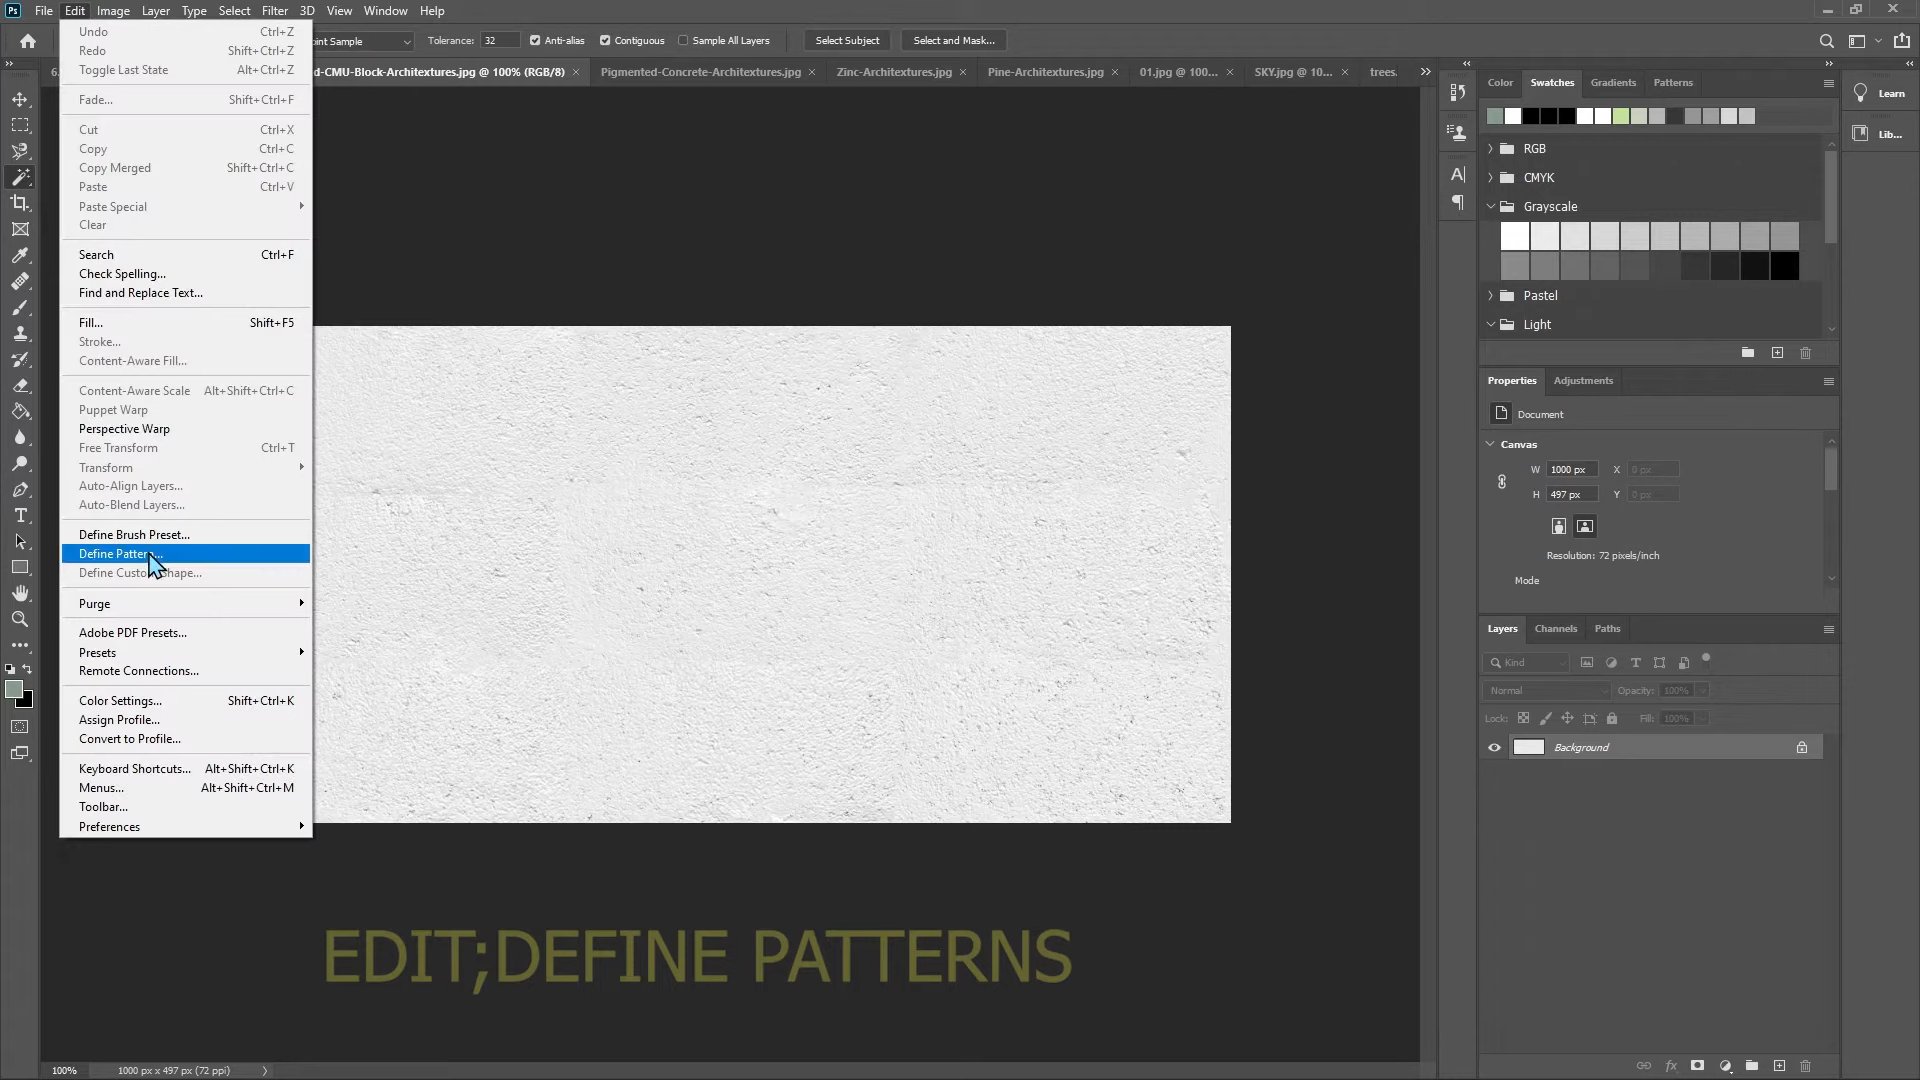 Ps File Edit Image Layer Type Select Filter 3D View Window Help
Point Sample Tolerance: 32 Anti-alias Contiguous Sample All Layers Select Subject Select and Mask...
d-CMU-Block-Architextures.jpg @ 100% (RGB/8) × Pigmented-Concrete-Architextures.jpg × Zinc-Architextures.jpg × Pine-Architextures.jpg × 01.jpg @ 100... × SKY.jpg @ 10... × trees.
Undo Ctrl+Z
Redo Shift+Ctrl+Z
Toggle Last State Alt+Ctrl+Z
Fade... Shift+Ctrl+F
Cut Ctrl+X
Copy Ctrl+C
Copy Merged Shift+Ctrl+C
Paste Ctrl+V
Paste Special
Clear
Search Ctrl+F
Check Spelling...
Find and Replace Text...
Fill... Shift+F5
Stroke...
Content-Aware Fill...
Content-Aware Scale Alt+Shift+Ctrl+C
Puppet Warp
Perspective Warp
Free Transform Ctrl+T
Transform
Auto-Align Layers...
Auto-Blend Layers...
Define Brush Preset...
Define Pattern...
Define Custom Shape...
Purge
Adobe PDF Presets...
Presets
Remote Connections...
Color Settings... Shift+Ctrl+K
Assign Profile...
Convert to Profile...
Keyboard Shortcuts... Alt+Shift+Ctrl+K
Menus... Alt+Shift+Ctrl+M
Toolbar...
Preferences
EDIT;DEFINE PATTERNS
100% 1000 px x 497 px (72 ppi)
Color Swatches Gradients Patterns
RGB
CMYK
Grayscale
Pastel
Light
Properties Adjustments
Document
Canvas
W 1000 px X 0 px
H 497 px Y 0 px
Resolution: 72 pixels/inch
Mode
Layers Channels Paths
Kind
Normal Opacity: 100%
Lock: Fill: 100%
Background
Learn
Lib...